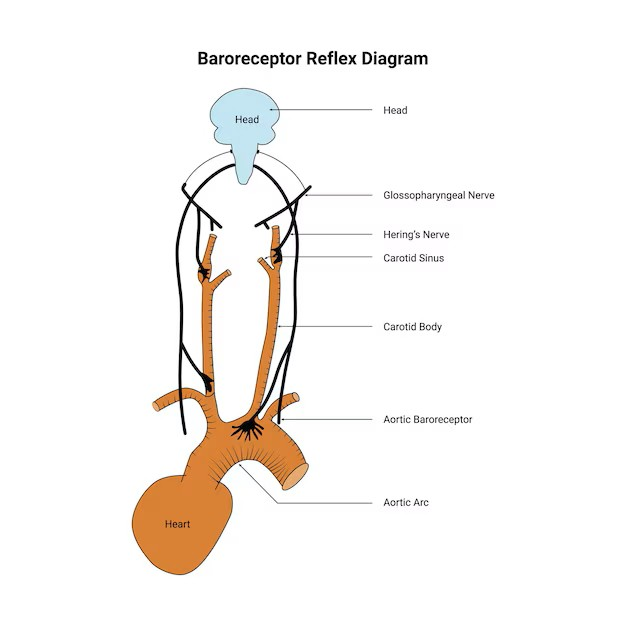 Baroreceptor Reflex Diagram
Head
Head
Glossopharyngeal Nerve
Hering's Nerve
Carotid Sinus
Carotid Body
Aortic Baroreceptor
Aortic Arc
Heart